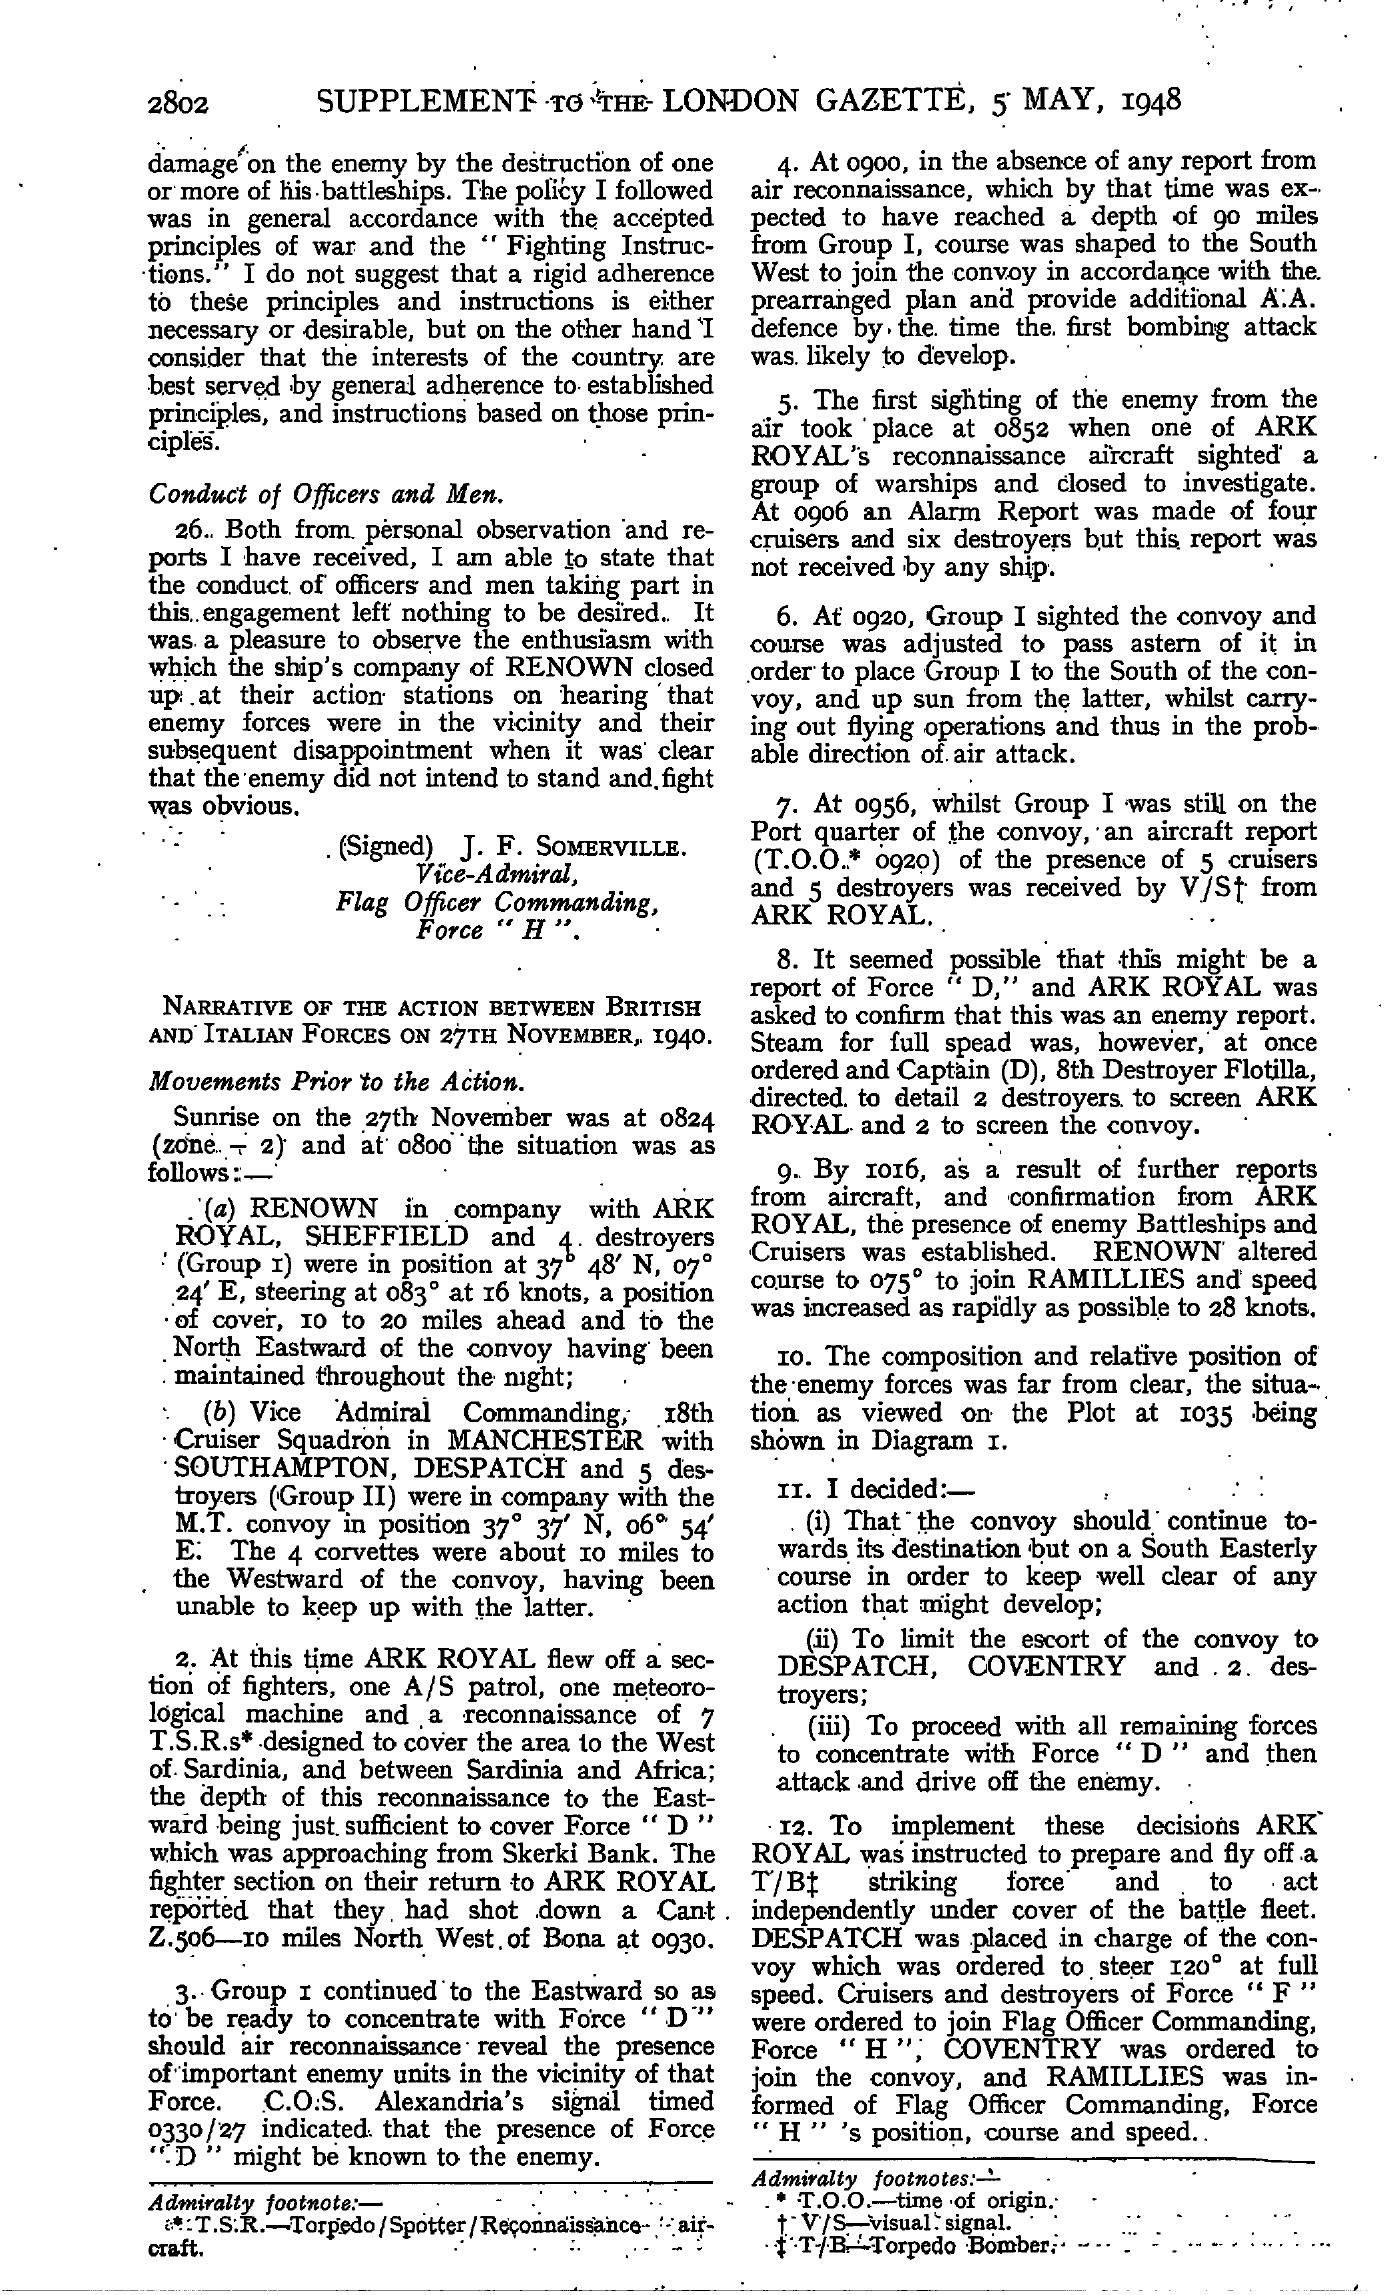 2802 SUPPLEMENT TO THE LONDON GAZETTE, 5 MAY, 1948
damage on the enemy by the destruction of one
or more of his battleships. The policy I followed
was in general accordance with the accepted
principles of war and the " Fighting Instruc-
tions." I do not suggest that a rigid adherence
to these principles and instructions is either
necessary or desirable, but on the other hand I
consider that the interests of the country are
best served by general adherence to established
principles, and instructions based on those prin-
ciples.
Conduct of Officers and Men.
26. Both from personal observation and re-
ports I have received, I am able to state that
the conduct of officers and men taking part in
this engagement left nothing to be desired. It
was a pleasure to observe the enthusiasm with
which the ship's company of RENOWN closed
up at their action stations on hearing that
enemy forces were in the vicinity and their
subsequent disappointment when it was clear
that the enemy did not intend to stand and fight
was obvious.
(Signed) J. F. SOMERVILLE.
Vice-Admiral,
Flag Officer Commanding,
Force " H ".
NARRATIVE OF THE ACTION BETWEEN BRITISH
AND ITALIAN FORCES ON 27TH NOVEMBER, 1940.
Movements Prior to the Action.
Sunrise on the 27th November was at 0824
(zone — 2) and at 0800 the situation was as
follows:—
(a) RENOWN in company with ARK
ROYAL, SHEFFIELD and 4 destroyers
(Group 1) were in position at 37° 48′ N, 07°
24′ E, steering at 083° at 16 knots, a position
of cover, 10 to 20 miles ahead and to the
North Eastward of the convoy having been
maintained throughout the night;
(b) Vice Admiral Commanding, 18th
Cruiser Squadron in MANCHESTER with
SOUTHAMPTON, DESPATCH and 5 des-
troyers (Group II) were in company with the
M.T. convoy in position 37° 37′ N, 06° 54′
E. The 4 corvettes were about 10 miles to
the Westward of the convoy, having been
unable to keep up with the latter.
2. At this time ARK ROYAL flew off a sec-
tion of fighters, one A/S patrol, one meteoro-
logical machine and a reconnaissance of 7
T.S.R.s* designed to cover the area to the West
of Sardinia, and between Sardinia and Africa;
the depth of this reconnaissance to the East-
ward being just sufficient to cover Force " D "
which was approaching from Skerki Bank. The
fighter section on their return to ARK ROYAL
reported that they had shot down a Cant
Z.506—10 miles North West of Bona at 0930.
3. Group 1 continued to the Eastward so as
to be ready to concentrate with Force " D "
should air reconnaissance reveal the presence
of important enemy units in the vicinity of that
Force. C.O.S. Alexandria's signal timed
0330/27 indicated that the presence of Force
" D " might be known to the enemy.
Admiralty footnote:—
* T.S.R.—Torpedo/Spotter/Reconnaissance air-
craft.
4. At 0900, in the absence of any report from
air reconnaissance, which by that time was ex-
pected to have reached a depth of 90 miles
from Group I, course was shaped to the South
West to join the convoy in accordance with the
prearranged plan and provide additional A.A.
defence by the time the first bombing attack
was likely to develop.
5. The first sighting of the enemy from the
air took place at 0852 when one of ARK
ROYAL's reconnaissance aircraft sighted a
group of warships and closed to investigate.
At 0906 an Alarm Report was made of four
cruisers and six destroyers but this report was
not received by any ship.
6. At 0920, Group I sighted the convoy and
course was adjusted to pass astern of it in
order to place Group I to the South of the con-
voy, and up sun from the latter, whilst carry-
ing out flying operations and thus in the prob-
able direction of air attack.
7. At 0956, whilst Group I was still on the
Port quarter of the convoy, an aircraft report
(T.O.O.* 0920) of the presence of 5 cruisers
and 5 destroyers was received by V/S† from
ARK ROYAL.
8. It seemed possible that this might be a
report of Force " D," and ARK ROYAL was
asked to confirm that this was an enemy report.
Steam for full spead was, however, at once
ordered and Captain (D), 8th Destroyer Flotilla,
directed to detail 2 destroyers to screen ARK
ROYAL and 2 to screen the convoy.
9. By 1016, as a result of further reports
from aircraft, and confirmation from ARK
ROYAL, the presence of enemy Battleships and
Cruisers was established. RENOWN altered
course to 075° to join RAMILLIES and speed
was increased as rapidly as possible to 28 knots.
10. The composition and relative position of
the enemy forces was far from clear, the situa-
tion as viewed on the Plot at 1035 being
shown in Diagram 1.
11. I decided:—
(i) That the convoy should continue to-
wards its destination but on a South Easterly
course in order to keep well clear of any
action that might develop;
(ii) To limit the escort of the convoy to
DESPATCH, COVENTRY and 2 des-
troyers;
(iii) To proceed with all remaining forces
to concentrate with Force " D " and then
attack and drive off the enemy.
12. To implement these decisions ARK
ROYAL was instructed to prepare and fly off a
T/B‡ striking force and to act
independently under cover of the battle fleet.
DESPATCH was placed in charge of the con-
voy which was ordered to steer 120° at full
speed. Cruisers and destroyers of Force " F "
were ordered to join Flag Officer Commanding,
Force " H ", COVENTRY was ordered to
join the convoy, and RAMILLIES was in-
formed of Flag Officer Commanding, Force
" H " 's position, course and speed.
Admiralty footnotes:—
* T.O.O.—time of origin.
† V/S—visual signal.
‡ T/B—Torpedo Bomber.